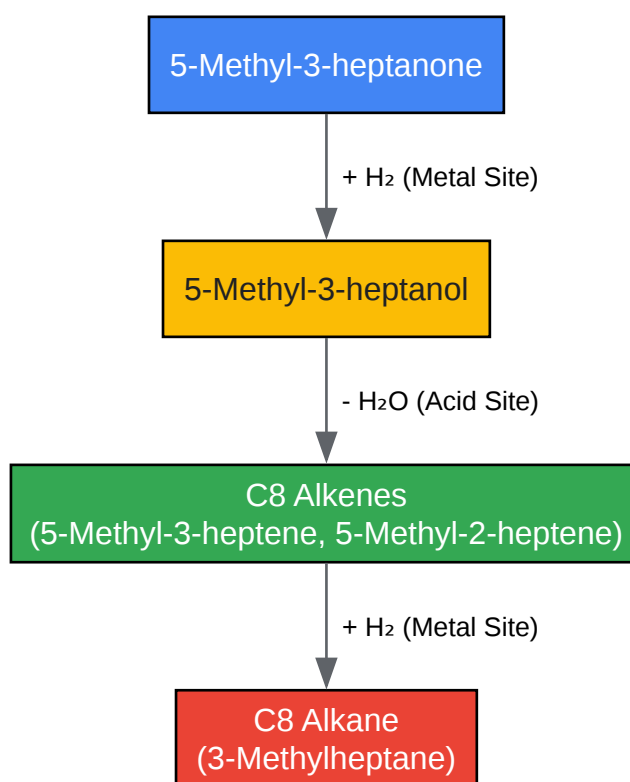 5-Methyl-3-heptanone
+ H₂ (Metal Site)
5-Methyl-3-heptanol
- H₂O (Acid Site)
C8 Alkenes
(5-Methyl-3-heptene, 5-Methyl-2-heptene)
+ H₂ (Metal Site)
C8 Alkane
(3-Methylheptane)